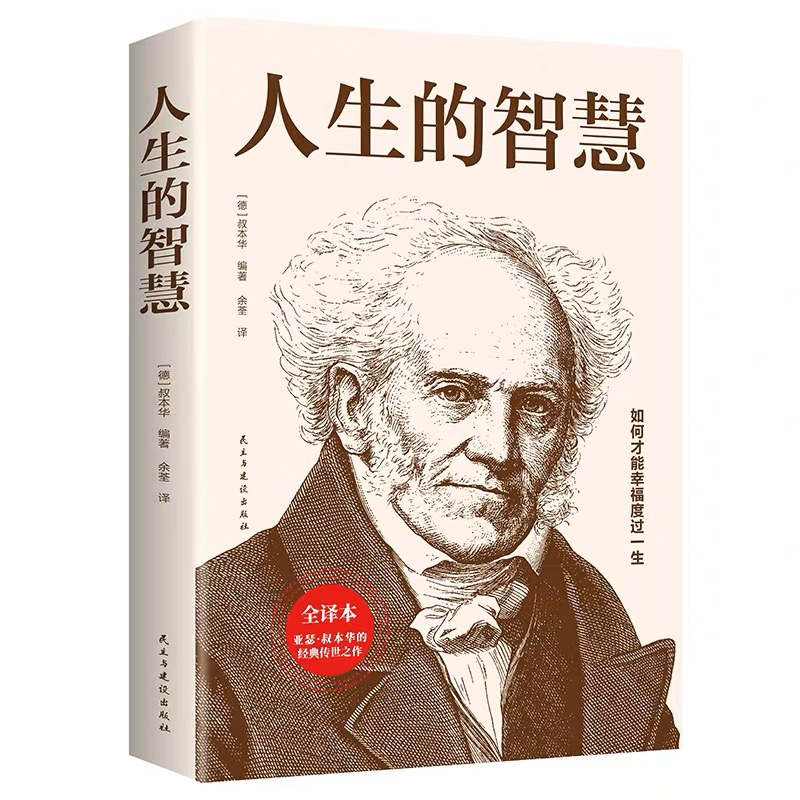 人生的智慧
[德]叔本华 编著 余荃 译
民主与建设出版社
如何才能幸福度过一生
全译本
亚瑟·叔本华的
经典传世之作
人生的智慧
[德]叔本华 编著 余荃 译
民主与建设出版社